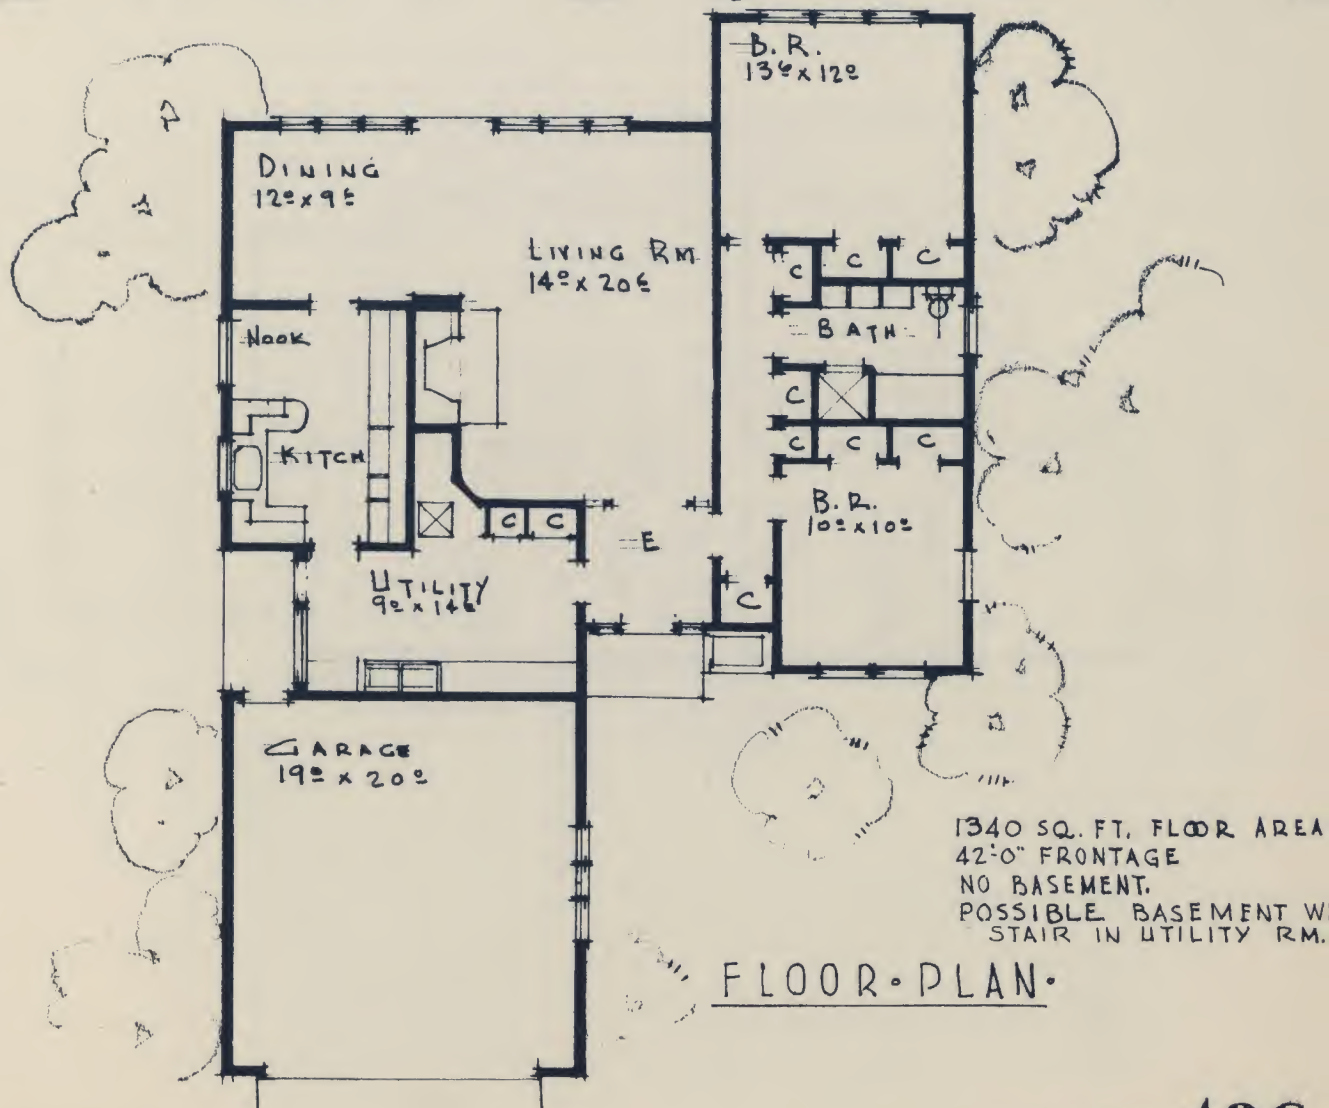 B. R.
13⁶ x 12⁰
DINING
12⁰ x 9⁶
LIVING RM
14⁰ x 20⁶
C
C
C
NOOK
BATH
C
KITCH
C
C
C
B. R.
10⁰ x 10⁰
C
C
E
UTILITY
9⁰ x 14⁶
C
GARAGE
19⁰ x 20⁰
1340 SQ. FT. FLOOR AREA
42'-0" FRONTAGE
NO BASEMENT.
POSSIBLE BASEMENT
STAIR IN UTILITY RM.
FLOOR • PLAN •